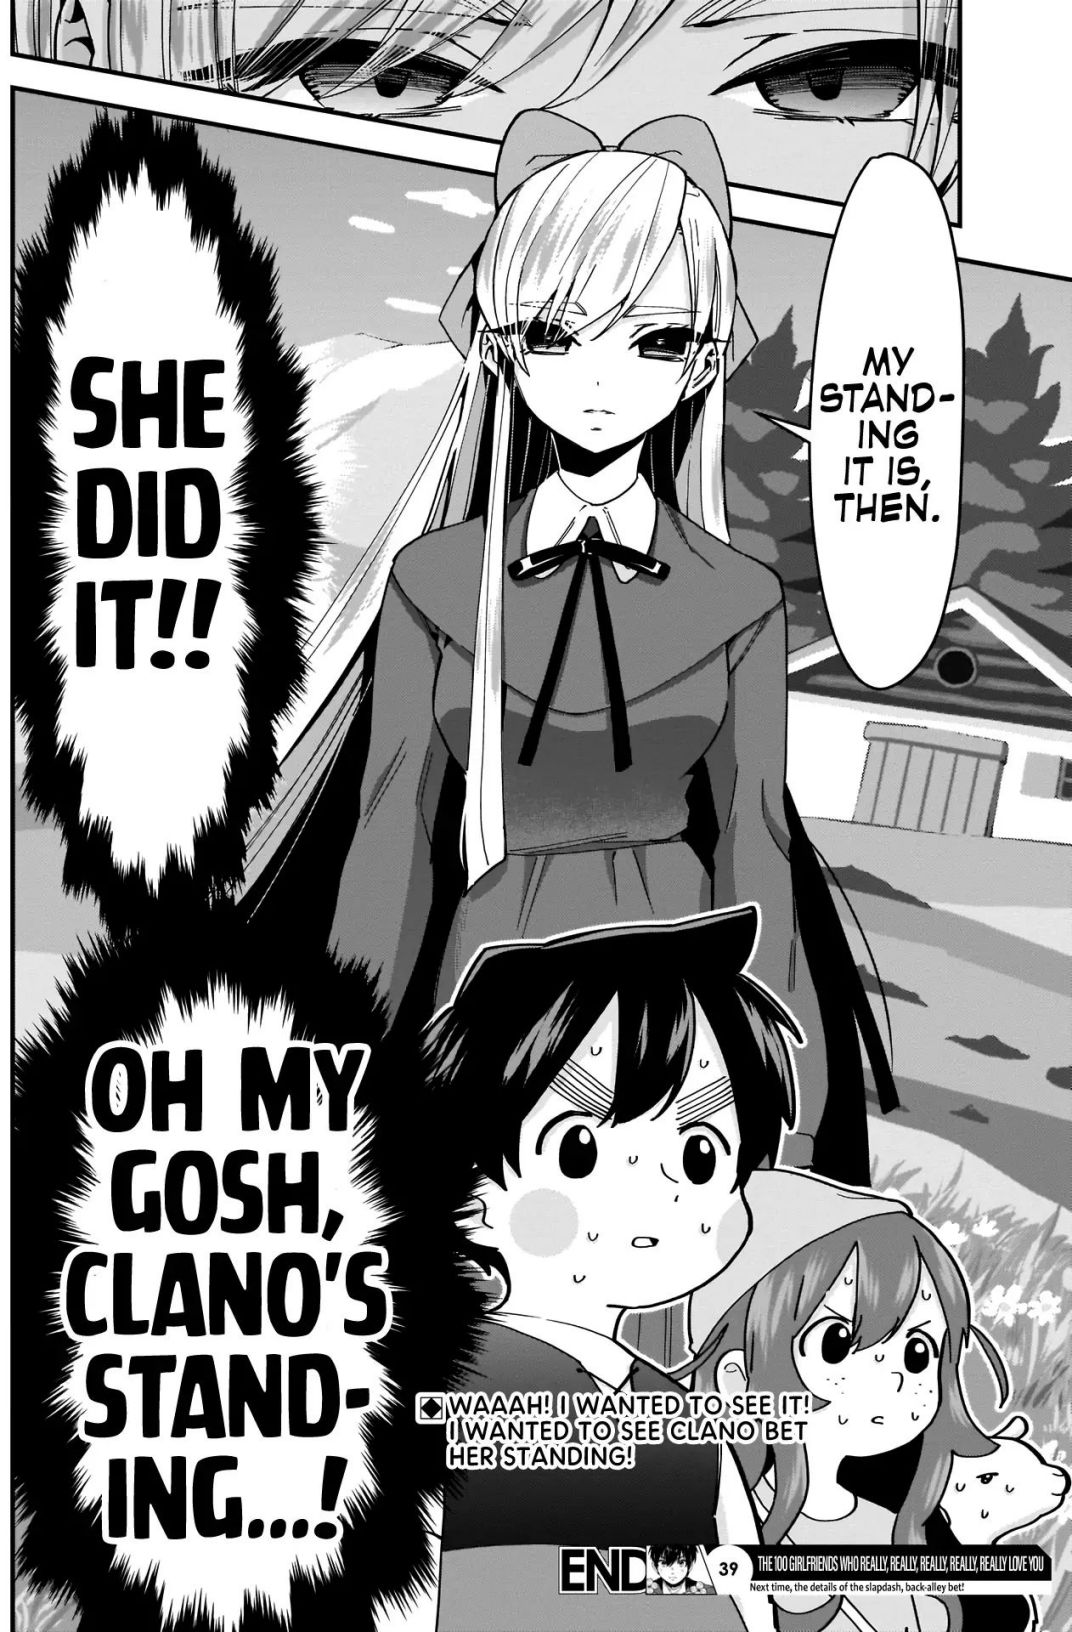 MY
STAND-
ING
IT IS,
THEN.
SHE
DID
IT!!
OH MY
GOSH,
CLANO'S
STAND-
ING...!
WAAAH! I WANTED TO SEE IT!
I WANTED TO SEE CLANO BET
HER STANDING!
END
39
THE 100 GIRLFRIENDS WHO REALLY, REALLY, REALLY, REALLY, REALLY LOVE YOU
Next time, the details of the slapdash, back-alley bet!